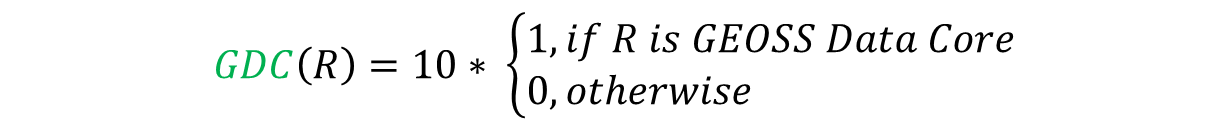 GDC(R) = 10 * {1, if R is GEOSS Data Core
0, otherwise